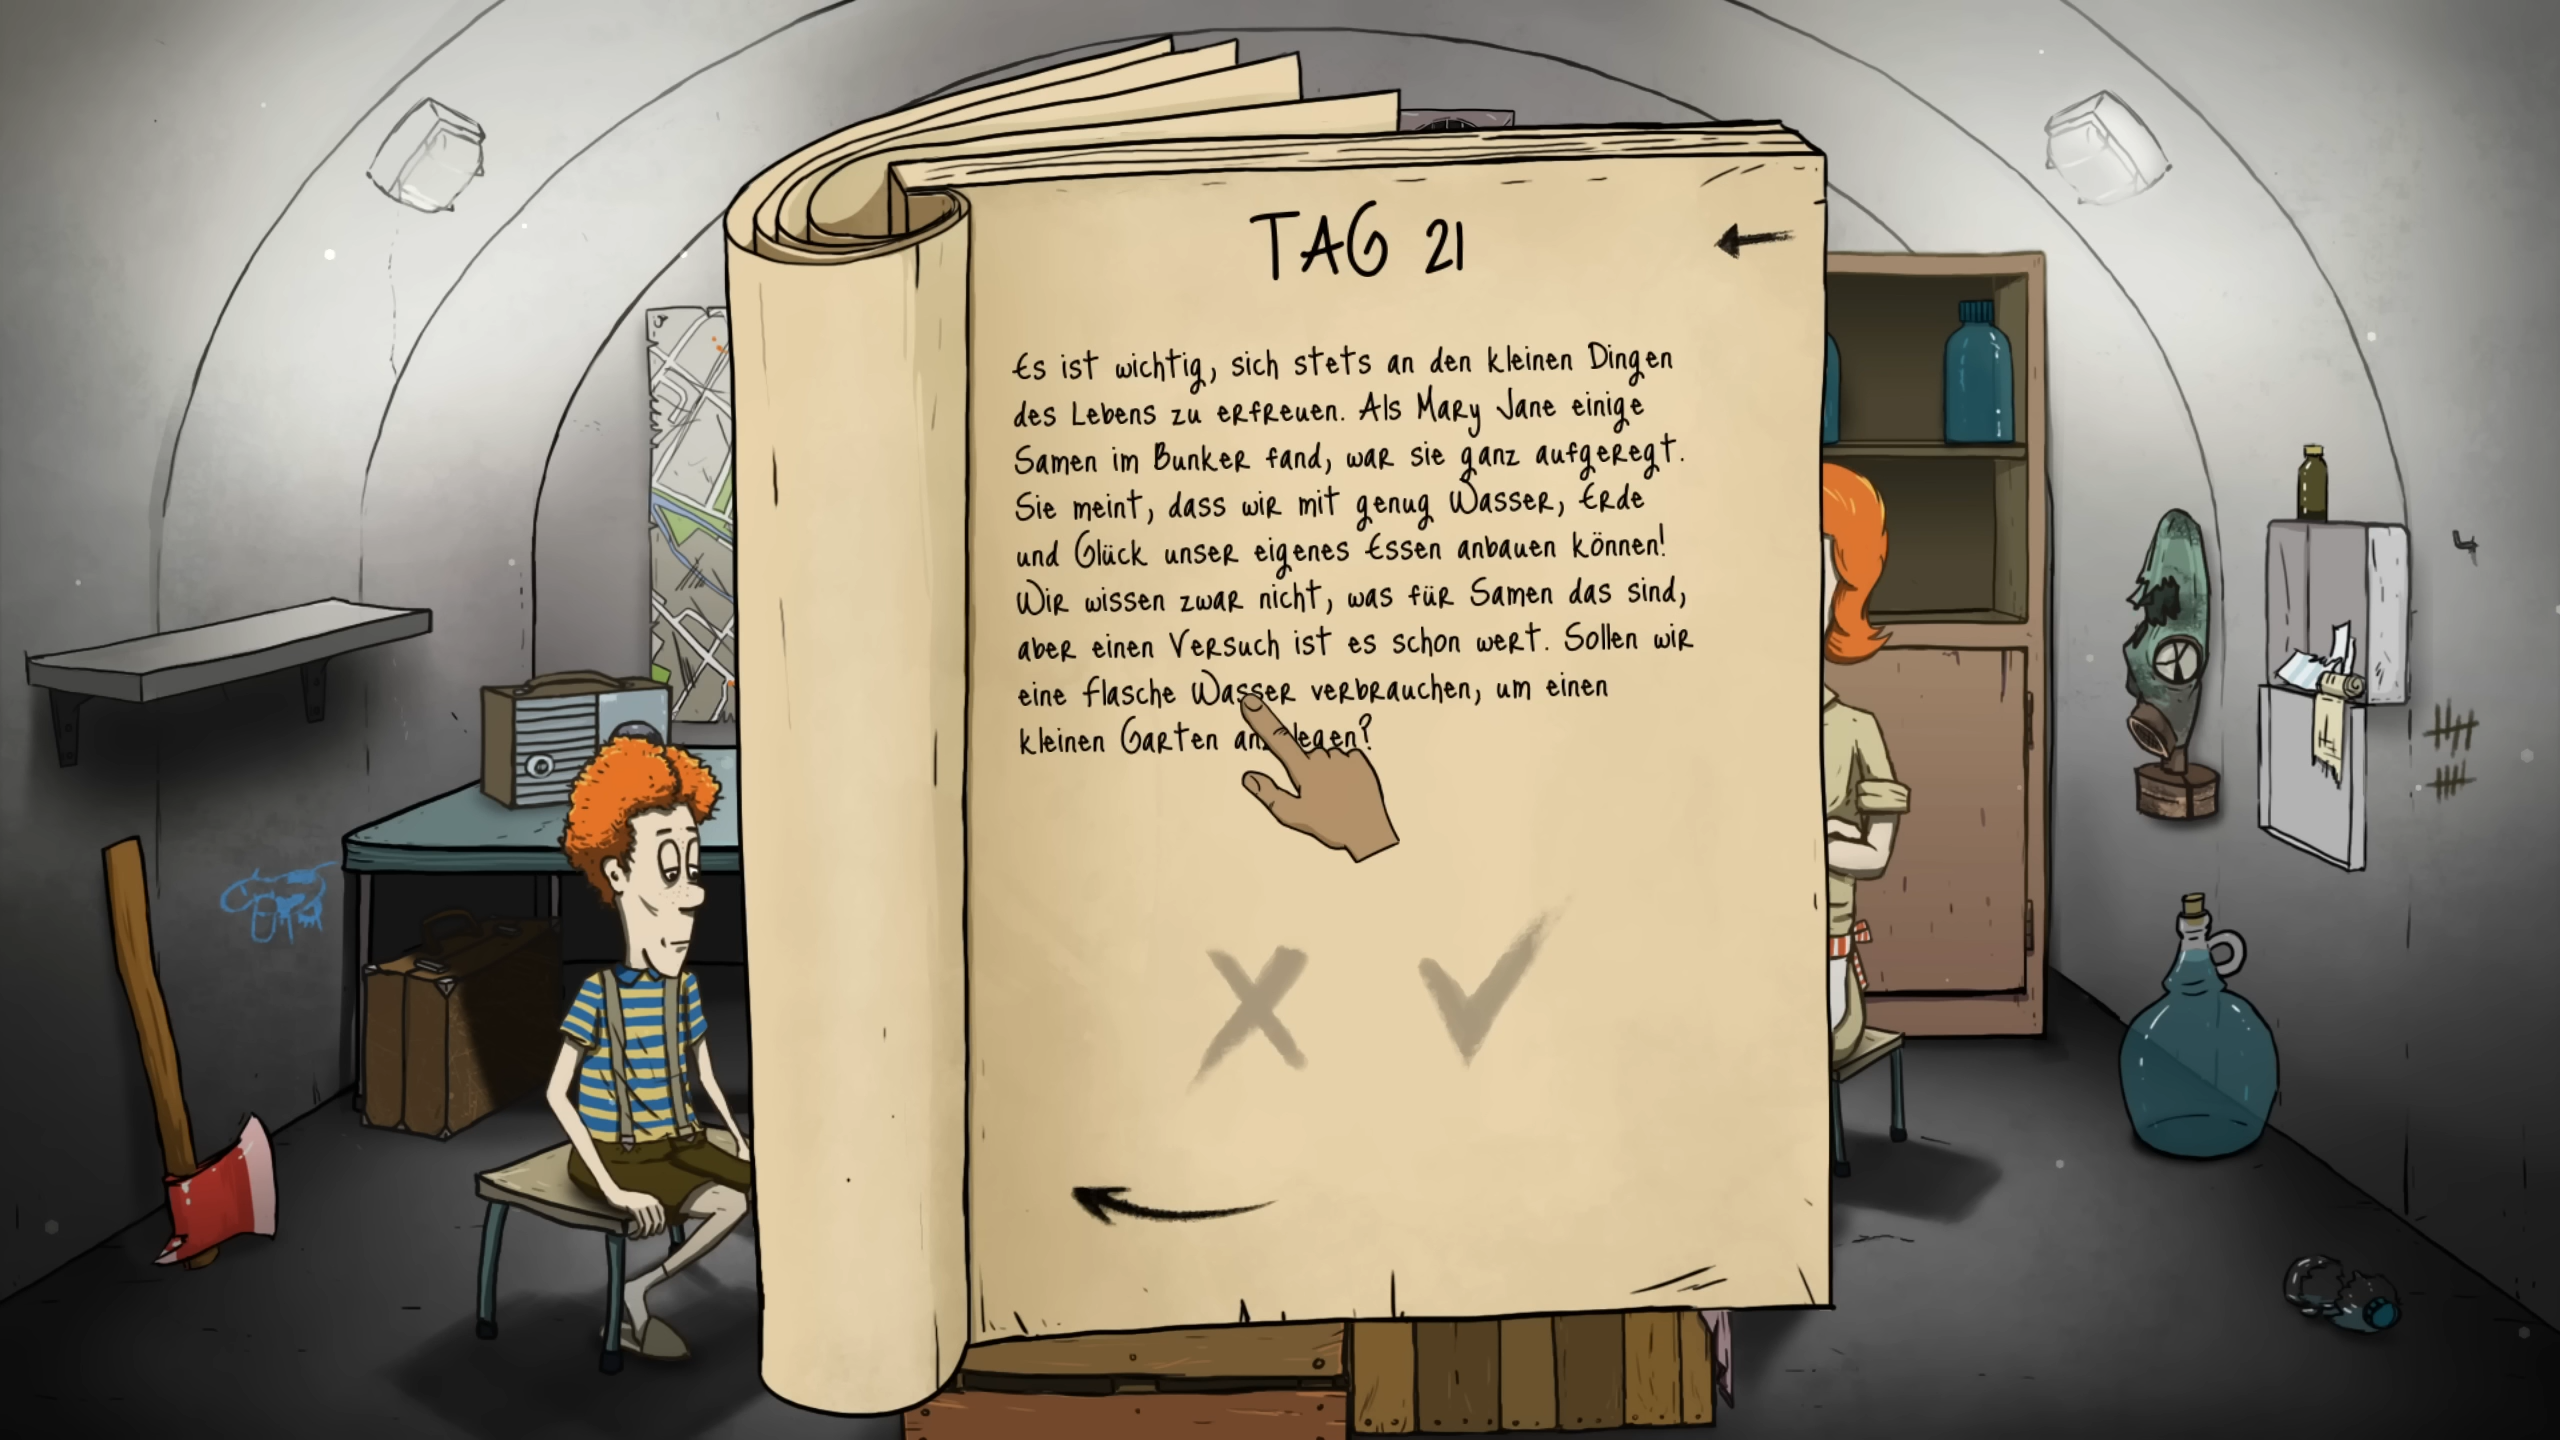 TAG 21
Es ist wichtig, sich stets an den kleinen Dingen
des Lebens zu erfreuen. Als Mary Jane einige
Samen im Bunker fand, war sie ganz aufgeregt.
Sie meint, dass wir mit genug Wasser, Erde
und Glück unser eigenes Essen anbauen können!
Wir wissen zwar nicht, was für Samen das sind,
aber einen Versuch ist es schon wert. Sollen wir
eine Flasche Wasser verbrauchen, um einen
kleinen Garten anzulegen?